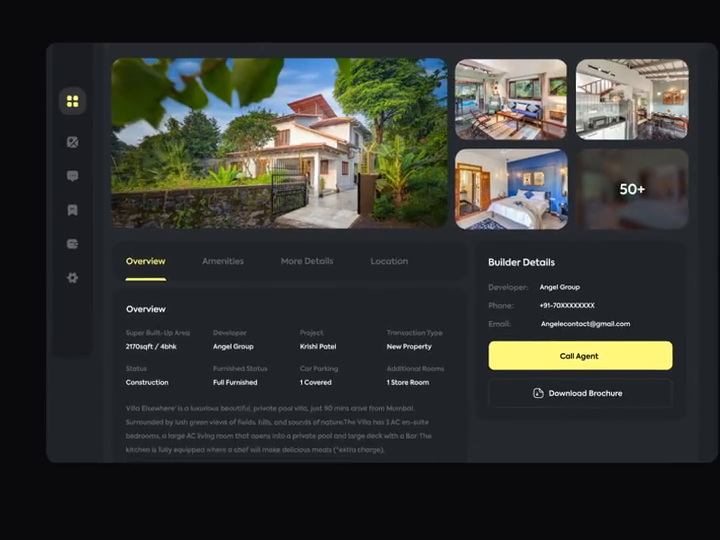 50+
Overview
Amenities
More Details
Location
Overview
Super Built-Up Area
Developer
Project
Transaction Type
2170sqft / 4bhk
Angel Group
Krishi Patel
New Property
Status
Furnished Status
Car Parking
Additional Rooms
Construction
Full Furnished
1 Covered
1 Store Room
Villa Elsewhere' is a luxurious beautiful, private pool villa, just 90 mins drive from Mumbai.
Surrounded by lush green views of fields, hills, and sounds of nature.The Villa has 3 AC en-suite
bedrooms, a large AC living room that opens into a private pool and large deck with a Bar.The
kitchen is fully equipped where a chef will make delicious meals (*extra charge).
Builder Details
Developer: Angel Group
Phone: +91-70XXXXXXXX
Email: Angelecontact@gmail.com
Call Agent
Download Brochure